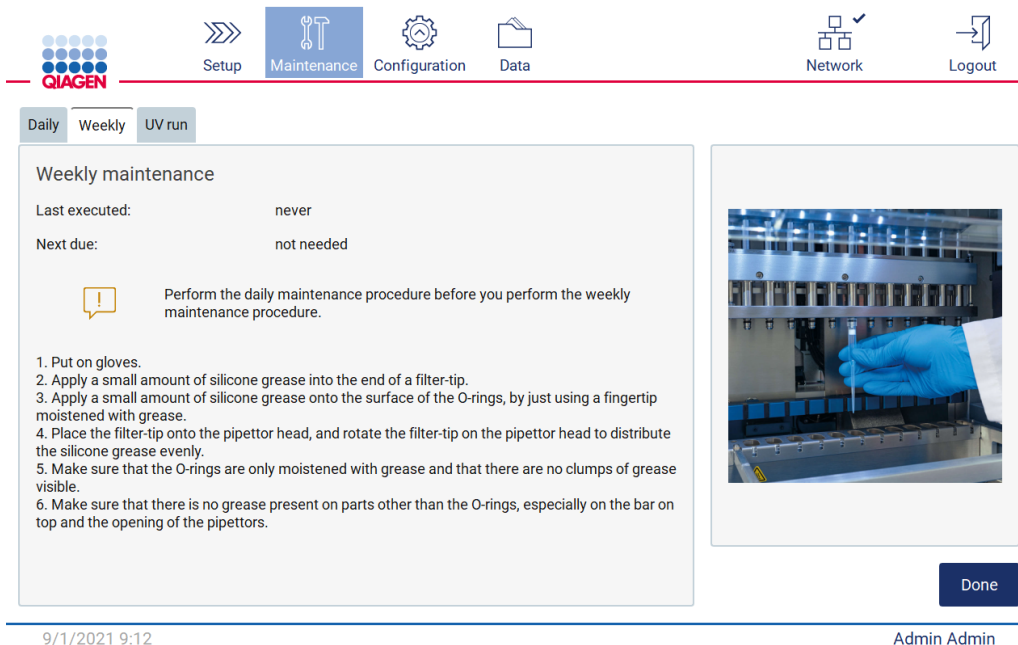 QIAGEN
Setup
Maintenance
Configuration
Data
Network
Logout
Daily
Weekly
UV run
Weekly maintenance
Last executed: never
Next due: not needed
Perform the daily maintenance procedure before you perform the weekly
maintenance procedure.
1. Put on gloves.
2. Apply a small amount of silicone grease into the end of a filter-tip.
3. Apply a small amount of silicone grease onto the surface of the O-rings, by just using a fingertip
moistened with grease.
4. Place the filter-tip onto the pipettor head, and rotate the filter-tip on the pipettor head to distribute
the silicone grease evenly.
5. Make sure that the O-rings are only moistened with grease and that there are no clumps of grease
visible.
6. Make sure that there is no grease present on parts other than the O-rings, especially on the bar on
top and the opening of the pipettors.
Done
9/1/2021 9:12
Admin Admin